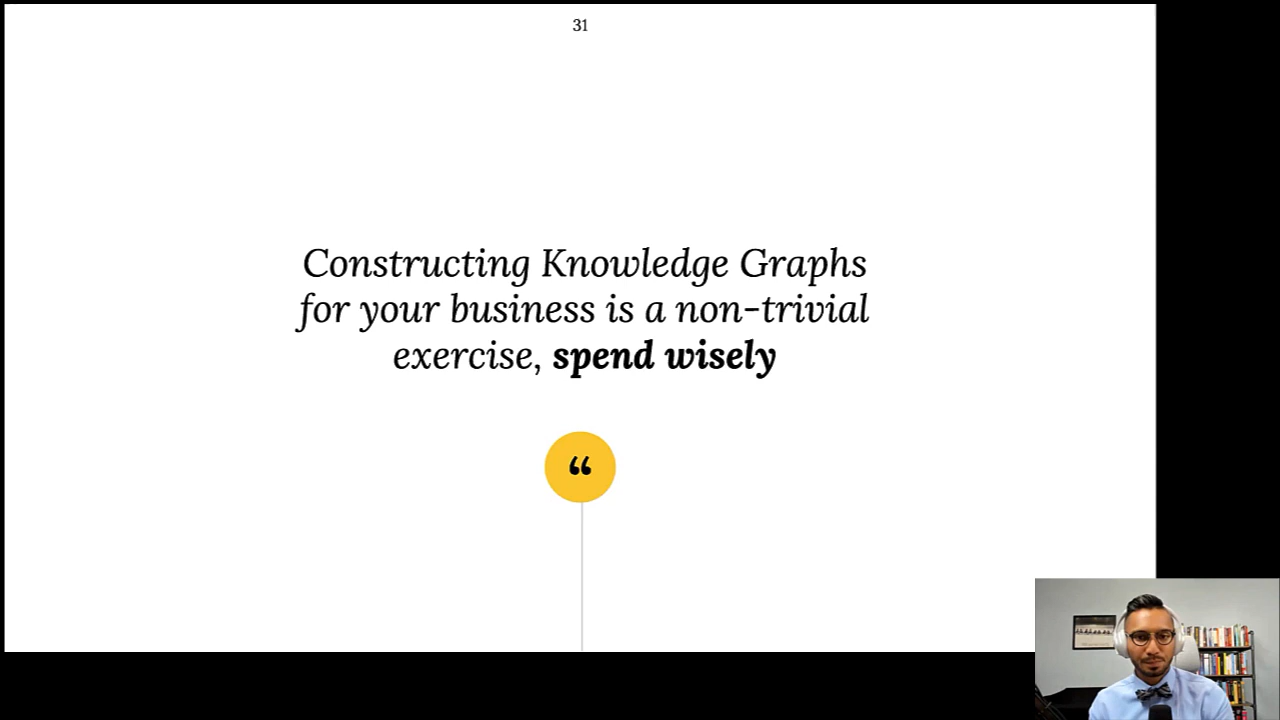 31
Constructing Knowledge Graphs
for your business is a non-trivial
exercise, spend wisely
“